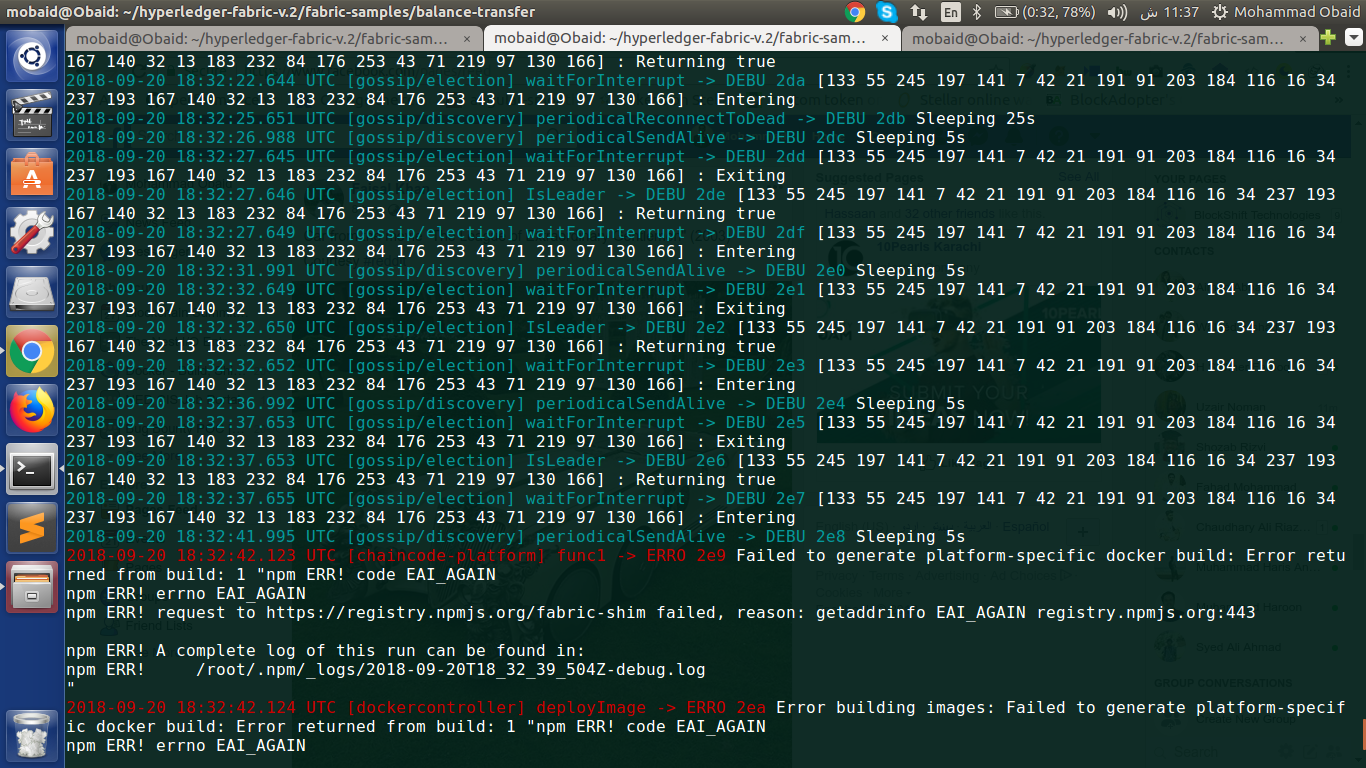 mobaid@Obaid: ~/hyperledger-fabric-v.2/fabric-samples/balance-transfer
En
(0:32, 78%)
11:37 ش
Mohammad Obaid
mobaid@Obaid: ~/hyperledger-fabric-v.2/fabric-sam... ×
mobaid@Obaid: ~/hyperledger-fabric-v.2/fabric-sam... ×
mobaid@Obaid: ~/hyperledger-fabric-v.2/fabric-sam... ×
167 140 32 13 183 232 84 176 253 43 71 219 97 130 166] : Returning true
2018-09-20 18:32:22.644 UTC [gossip/election] waitForInterrupt -> DEBU 2da [133 55 245 197 141 7 42 21 191 91 203 184 116 16 34
237 193 167 140 32 13 183 232 84 176 253 43 71 219 97 130 166] : Entering
2018-09-20 18:32:25.651 UTC [gossip/discovery] periodicalReconnectToDead -> DEBU 2db Sleeping 25s
2018-09-20 18:32:26.988 UTC [gossip/discovery] periodicalSendAlive -> DEBU 2dc Sleeping 5s
2018-09-20 18:32:27.645 UTC [gossip/election] waitForInterrupt -> DEBU 2dd [133 55 245 197 141 7 42 21 191 91 203 184 116 16 34
237 193 167 140 32 13 183 232 84 176 253 43 71 219 97 130 166] : Exiting
2018-09-20 18:32:27.646 UTC [gossip/election] IsLeader -> DEBU 2de [133 55 245 197 141 7 42 21 191 91 203 184 116 16 34 237 193
167 140 32 13 183 232 84 176 253 43 71 219 97 130 166] : Returning true
2018-09-20 18:32:27.649 UTC [gossip/election] waitForInterrupt -> DEBU 2df [133 55 245 197 141 7 42 21 191 91 203 184 116 16 34
237 193 167 140 32 13 183 232 84 176 253 43 71 219 97 130 166] : Entering
2018-09-20 18:32:31.991 UTC [gossip/discovery] periodicalSendAlive -> DEBU 2e0 Sleeping 5s
2018-09-20 18:32:32.649 UTC [gossip/election] waitForInterrupt -> DEBU 2e1 [133 55 245 197 141 7 42 21 191 91 203 184 116 16 34
237 193 167 140 32 13 183 232 84 176 253 43 71 219 97 130 166] : Exiting
2018-09-20 18:32:32.650 UTC [gossip/election] IsLeader -> DEBU 2e2 [133 55 245 197 141 7 42 21 191 91 203 184 116 16 34 237 193
167 140 32 13 183 232 84 176 253 43 71 219 97 130 166] : Returning true
2018-09-20 18:32:32.652 UTC [gossip/election] waitForInterrupt -> DEBU 2e3 [133 55 245 197 141 7 42 21 191 91 203 184 116 16 34
237 193 167 140 32 13 183 232 84 176 253 43 71 219 97 130 166] : Entering
2018-09-20 18:32:36.992 UTC [gossip/discovery] periodicalSendAlive -> DEBU 2e4 Sleeping 5s
2018-09-20 18:32:37.653 UTC [gossip/election] waitForInterrupt -> DEBU 2e5 [133 55 245 197 141 7 42 21 191 91 203 184 116 16 34
237 193 167 140 32 13 183 232 84 176 253 43 71 219 97 130 166] : Exiting
2018-09-20 18:32:37.653 UTC [gossip/election] IsLeader -> DEBU 2e6 [133 55 245 197 141 7 42 21 191 91 203 184 116 16 34 237 193
167 140 32 13 183 232 84 176 253 43 71 219 97 130 166] : Returning true
2018-09-20 18:32:37.655 UTC [gossip/election] waitForInterrupt -> DEBU 2e7 [133 55 245 197 141 7 42 21 191 91 203 184 116 16 34
237 193 167 140 32 13 183 232 84 176 253 43 71 219 97 130 166] : Entering
2018-09-20 18:32:41.995 UTC [gossip/discovery] periodicalSendAlive -> DEBU 2e8 Sleeping 5s
2018-09-20 18:32:42.123 UTC [chaincode-platform] func1 -> ERRO 2e9 Failed to generate platform-specific docker build: Error retu
rned from build: 1 "npm ERR! code EAI_AGAIN
npm ERR! errno EAI_AGAIN
npm ERR! request to https://registry.npmjs.org/fabric-shim failed, reason: getaddrinfo EAI_AGAIN registry.npmjs.org:443
npm ERR! A complete log of this run can be found in:
npm ERR!     /root/.npm/_logs/2018-09-20T18_32_39_504Z-debug.log
"
2018-09-20 18:32:42.124 UTC [dockercontroller] deployImage -> ERRO 2ea Error building images: Failed to generate platform-specif
ic docker build: Error returned from build: 1 "npm ERR! code EAI_AGAIN
npm ERR! errno EAI_AGAIN